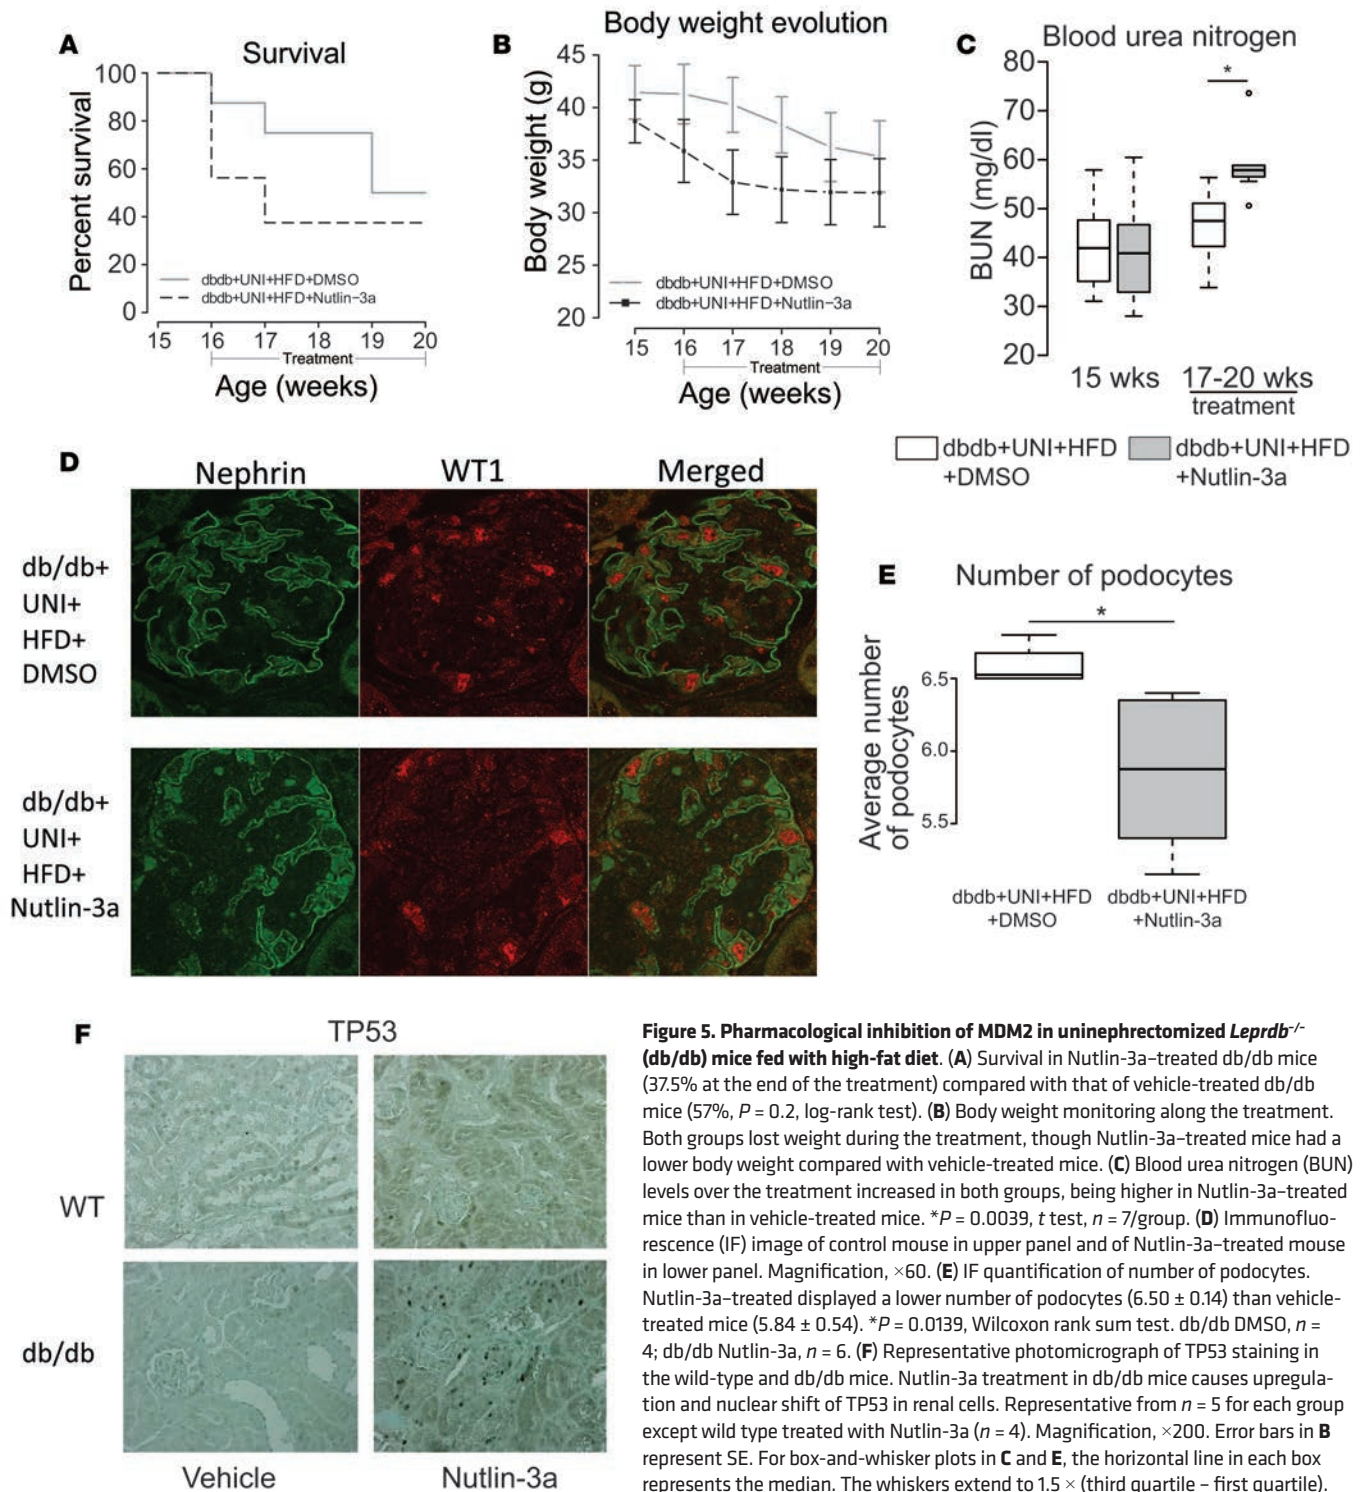 A
Survival
Percent survival
100
80
60
40
20
0
dbdb+UNI+HFD+DMSO
dbdb+UNI+HFD+Nutlin-3a
15 16 17 18 19 20
Treatment
Age (weeks)
B
Body weight evolution
Body weight (g)
45
40
35
30
25
20
dbdb+UNI+HFD+DMSO
dbdb+UNI+HFD+Nutlin-3a
15 16 17 18 19 20
Treatment
Age (weeks)
C
Blood urea nitrogen
BUN (mg/dl)
80
70
60
50
40
30
20
*
15 wks 17-20 wks
treatment
dbdb+UNI+HFD
+DMSO
dbdb+UNI+HFD
+Nutlin-3a
D
Nephrin WT1 Merged
db/db+
UNI+
HFD+
DMSO
db/db+
UNI+
HFD+
Nutlin-3a
E
Number of podocytes
*
Average number
of podocytes
6.5
6.0
5.5
dbdb+UNI+HFD
+DMSO
dbdb+UNI+HFD
+Nutlin-3a
F
TP53
WT
db/db
Vehicle Nutlin-3a
Figure 5. Pharmacological inhibition of MDM2 in uninephrectomized Leprdb-/-
(db/db) mice fed with high-fat diet. (A) Survival in Nutlin-3a–treated db/db mice
(37.5% at the end of the treatment) compared with that of vehicle-treated db/db
mice (57%, P = 0.2, log-rank test). (B) Body weight monitoring along the treatment.
Both groups lost weight during the treatment, though Nutlin-3a–treated mice had a
lower body weight compared with vehicle-treated mice. (C) Blood urea nitrogen (BUN)
levels over the treatment increased in both groups, being higher in Nutlin-3a–treated
mice than in vehicle-treated mice. *P = 0.0039, t test, n = 7/group. (D) Immunofluo-
rescence (IF) image of control mouse in upper panel and of Nutlin-3a–treated mouse
in lower panel. Magnification, ×60. (E) IF quantification of number of podocytes.
Nutlin-3a–treated displayed a lower number of podocytes (6.50 ± 0.14) than vehicle-
treated mice (5.84 ± 0.54). *P = 0.0139, Wilcoxon rank sum test. db/db DMSO, n =
4; db/db Nutlin-3a, n = 6. (F) Representative photomicrograph of TP53 staining in
the wild-type and db/db mice. Nutlin-3a treatment in db/db mice causes upregula-
tion and nuclear shift of TP53 in renal cells. Representative from n = 5 for each group
except wild type treated with Nutlin-3a (n = 4). Magnification, ×200. Error bars in B
represent SE. For box-and-whisker plots in C and E, the horizontal line in each box
represents the median. The whiskers extend to 1.5 × (third quartile – first quartile).